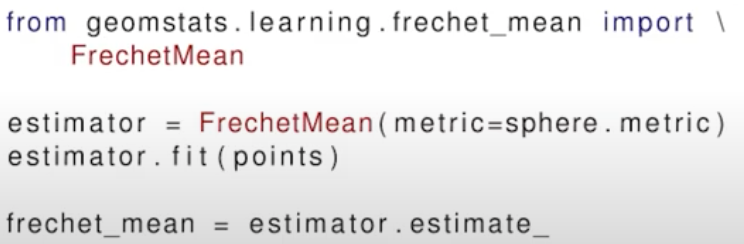 from geomstats.learning.frechet_mean import \
    FrechetMean

estimator = FrechetMean(metric=sphere.metric)
estimator.fit(points)

frechet_mean = estimator.estimate_